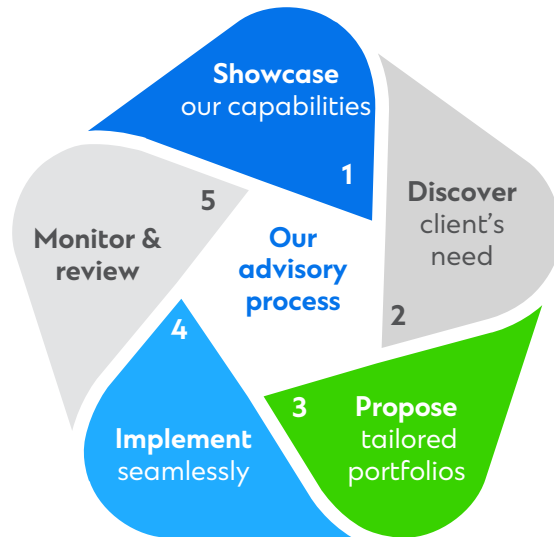 Showcase
our capabilities
1
Discover
client's
need
2
3
Propose
tailored
portfolios
4
Implement
seamlessly
5
Monitor &
review
Our
advisory
process